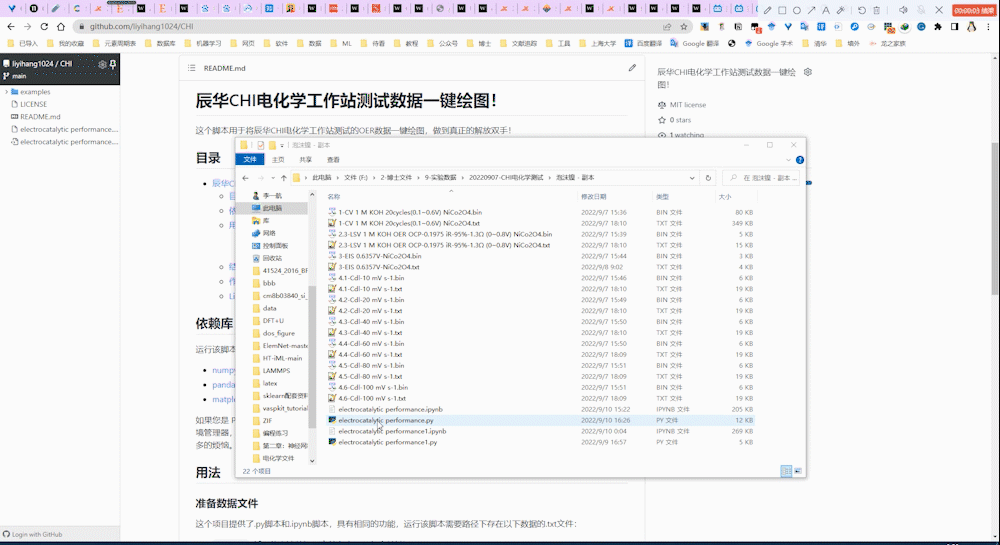 00:00:03 结束
github.com/liyihang1024/CHI
已导入
我的收藏
元素周期表
数据库
机器学习
网页
软件
数据
ML
侍香
教程
公众号
博士
文献追踪
工具
上海大学
百度翻译
Google 翻译
Google 学术
清华
墙外
龙之家族
liyihang1024 / CHI
main
examples
LICENSE
README.md
electrocatalytic performance....
electrocatalytic performance....
Login with GitHub
README.md
辰华CHI电化学工作站测试数据一键绘图!
这个脚本用于将辰华CHI电化学工作站测试的OER数据一键绘图，做到真正的解放双手!
目录
辰华C
依赖库
运行该脚本
numpy
panda
matpl
如果您是 P
境管理器，
多的烦恼。
用法
准备数据文件
这个项目提供了.py脚本和.ipynb脚本，具有相同的功能，运行该脚本需要路径下存在以下数据的.txt文件：
辰华CHI电化学工作站测试数据一键绘图!
MIT license
0 stars
1 watching
泡沫镍 - 副本
文件
主页
共享
查看
此电脑 › 文件 (F:) › 2-博士文件 › 9-实验数据 › 20220907-CHI电化学测试 › 泡沫镍 - 副本
在 泡沫镍 - 副本 ...
李一航
此电脑
库
网络
控制面板
回收站
41524_2016_BF
bbb
cm8b03840_si_
data
DFT+U
dos_figure
ElemNet-maste
HT-iML-main
LAMMPS
latex
sklearn配套资料
vaspkit_tutorial
ZIF
编程练习
第二章：神经网
电化学文件
名称 修改日期 类型 大小
1-CV 1 M KOH 20cycles(0.1~0.6V) NiCo2O4.bin 2022/9/7 15:36 BIN 文件 80 KB
1-CV 1 M KOH 20cycles(0.1~0.6V) NiCo2O4.txt 2022/9/7 18:10 TXT 文件 349 KB
2.3-LSV 1 M KOH OER OCP-0.1975 iR-95%-1.3Ω (0~0.8V) NiCo2O4.bin 2022/9/7 15:39 BIN 文件 5 KB
2.3-LSV 1 M KOH OER OCP-0.1975 iR-95%-1.3Ω (0~0.8V) NiCo2O4.txt 2022/9/7 18:10 TXT 文件 15 KB
3-EIS 0.6357V-NiCo2O4.bin 2022/9/7 15:44 BIN 文件 3 KB
3-EIS 0.6357V-NiCo2O4.txt 2022/9/8 9:02 TXT 文件 4 KB
4.1-Cdl-10 mV s-1.bin 2022/9/7 15:46 BIN 文件 6 KB
4.1-Cdl-10 mV s-1.txt 2022/9/7 18:10 TXT 文件 19 KB
4.2-Cdl-20 mV s-1.bin 2022/9/7 15:49 BIN 文件 6 KB
4.2-Cdl-20 mV s-1.txt 2022/9/7 18:10 TXT 文件 19 KB
4.3-Cdl-40 mV s-1.bin 2022/9/7 15:50 BIN 文件 6 KB
4.3-Cdl-40 mV s-1.txt 2022/9/7 18:10 TXT 文件 19 KB
4.4-Cdl-60 mV s-1.bin 2022/9/7 15:50 BIN 文件 6 KB
4.4-Cdl-60 mV s-1.txt 2022/9/7 18:09 TXT 文件 19 KB
4.5-Cdl-80 mV s-1.bin 2022/9/7 15:51 BIN 文件 6 KB
4.5-Cdl-80 mV s-1.txt 2022/9/7 18:09 TXT 文件 19 KB
4.6-Cdl-100 mV s-1.bin 2022/9/7 15:51 BIN 文件 6 KB
4.6-Cdl-100 mV s-1.txt 2022/9/7 18:09 TXT 文件 19 KB
electrocatalytic performance.ipynb 2022/9/10 15:22 IPYNB 文件 205 KB
electrocatalytic performance.py 2022/9/10 16:26 PY 文件 12 KB
electrocatalytic performance1.ipynb 2022/9/10 0:04 IPYNB 文件 269 KB
electrocatalytic performance1.py 2022/9/9 16:57 PY 文件 5 KB
22 个项目